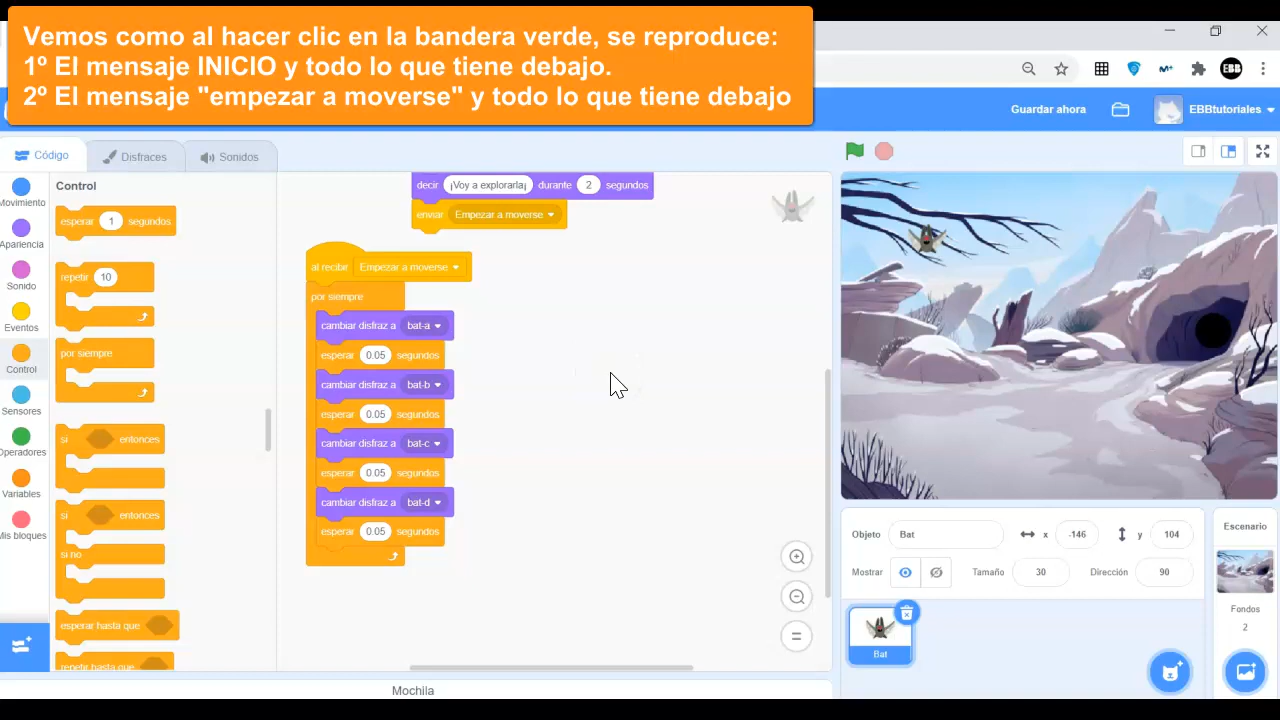 Vemos como al hacer clic en la bandera verde, se reproduce:
1º El mensaje INICIO y todo lo que tiene debajo.
2º El mensaje "empezar a moverse" y todo lo que tiene debajo
EBB
Guardar ahora
EBBtutoriales
Código
Disfraces
Sonidos
Movimiento
Apariencia
Sonido
Eventos
Control
Sensores
Operadores
Variables
Mis bloques
Control
esperar 1 segundos
repetir 10
por siempre
si entonces
si entonces
si no
esperar hasta que
repetir hasta que
decir ¡Voy a explorarla¡ durante 2 segundos
enviar Empezar a moverse
al recibir Empezar a moverse
por siempre
cambiar disfraz a bat-a
esperar 0.05 segundos
cambiar disfraz a bat-b
esperar 0.05 segundos
cambiar disfraz a bat-c
esperar 0.05 segundos
cambiar disfraz a bat-d
esperar 0.05 segundos
Mochila
Objeto Bat x -146 y 104
Mostrar Tamaño 30 Dirección 90
Bat
Escenario
Fondos
2